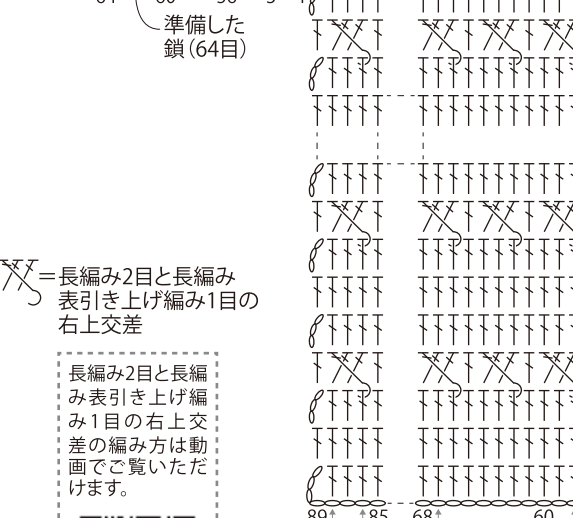 準備した
鎖（64目）
=長編み2目と長編み
表引き上げ編み1目の
右上交差
長編み2目と長編
み表引き上げ編
み1目の右上交
差の編み方は動
画でご覧いただ
けます。
89↑ ↑85 68↑ 60